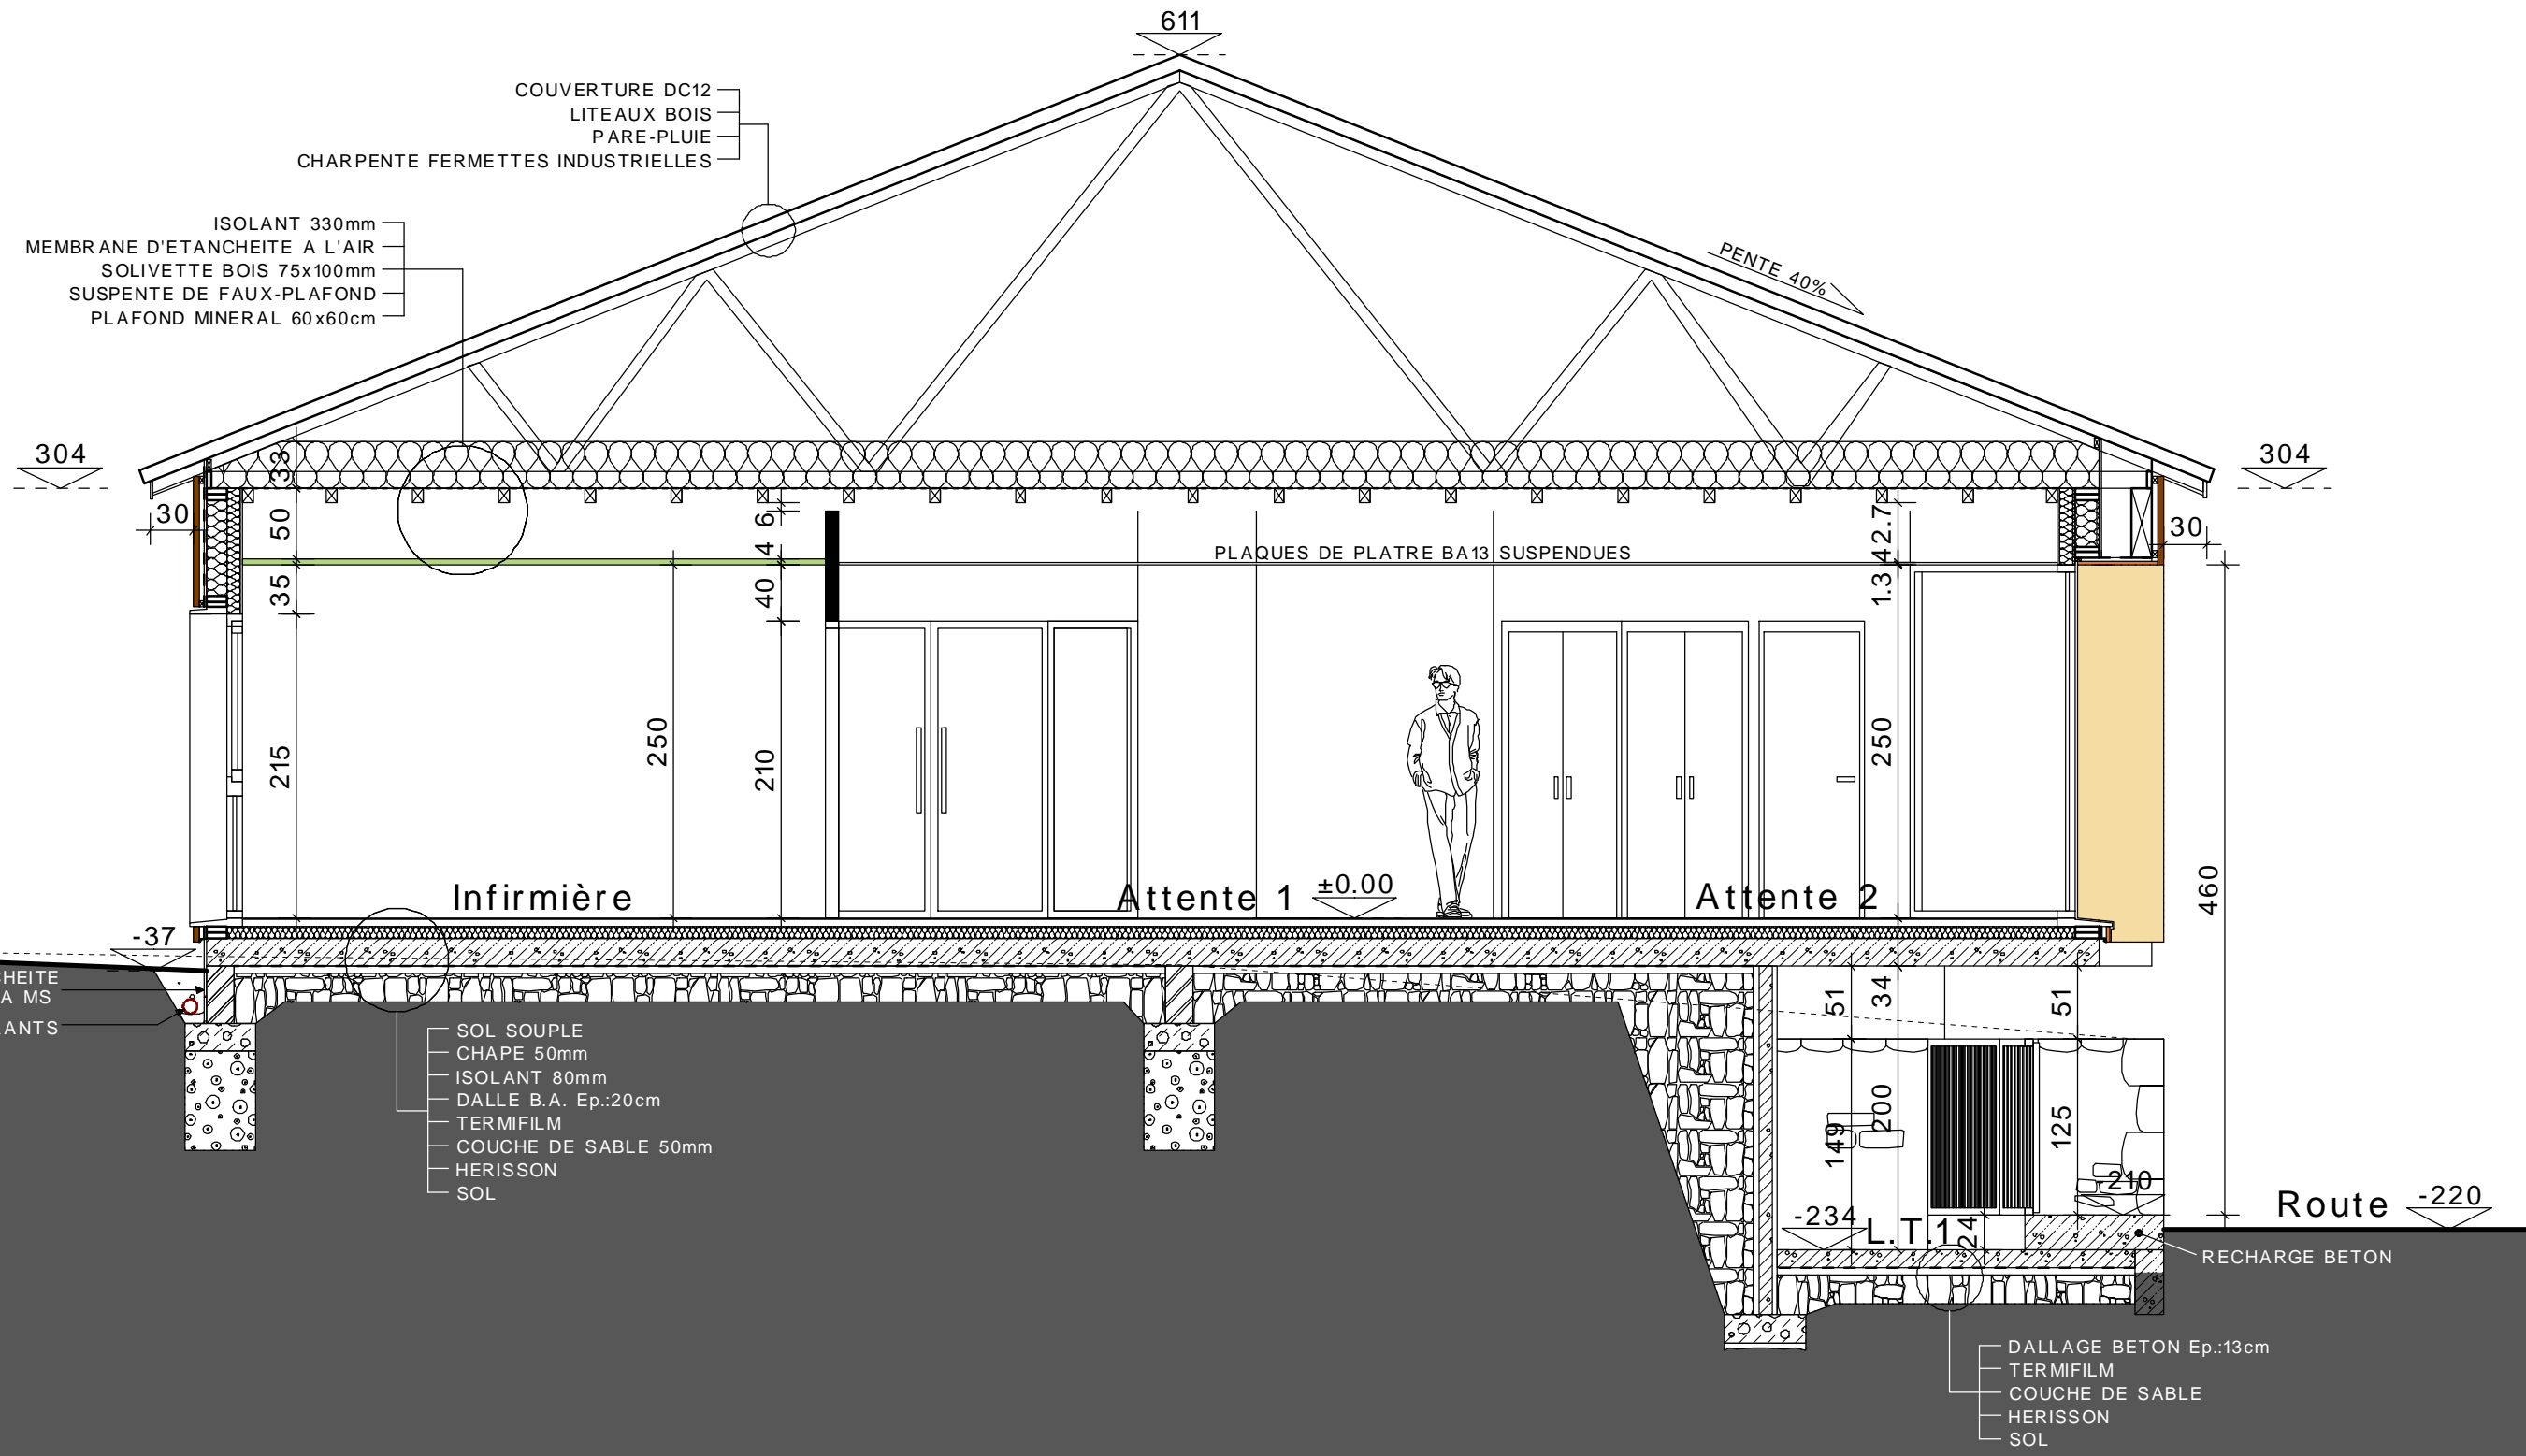 611
COUVERTURE DC12
LITEAUX BOIS
PARE-PLUIE
CHARPENTE FERMETTES INDUSTRIELLES
ISOLANT 330mm
MEMBRANE D'ETANCHEITE A L'AIR
SOLIVETTE BOIS 75x100mm
SUSPENTE DE FAUX-PLAFOND
PLAFOND MINERAL 60x60cm
PENTE 40%
304
304
33
30
50
4 6
42.7
30
PLAQUES DE PLATRE BA13 SUSPENDUES
35
40
1.3
215
250
210
250
460
Infirmière
Attente 1
±0.00
Attente 2
-37
CHEITE
A MS
ANTS
51
34
51
SOL SOUPLE
CHAPE 50mm
ISOLANT 80mm
DALLE B.A. Ep.:20cm
TERMIFILM
COUCHE DE SABLE 50mm
HERISSON
SOL
149
200
125
-210
-234
L.T.1
24
Route
-220
RECHARGE BETON
DALLAGE BETON Ep.:13cm
TERMIFILM
COUCHE DE SABLE
HERISSON
SOL